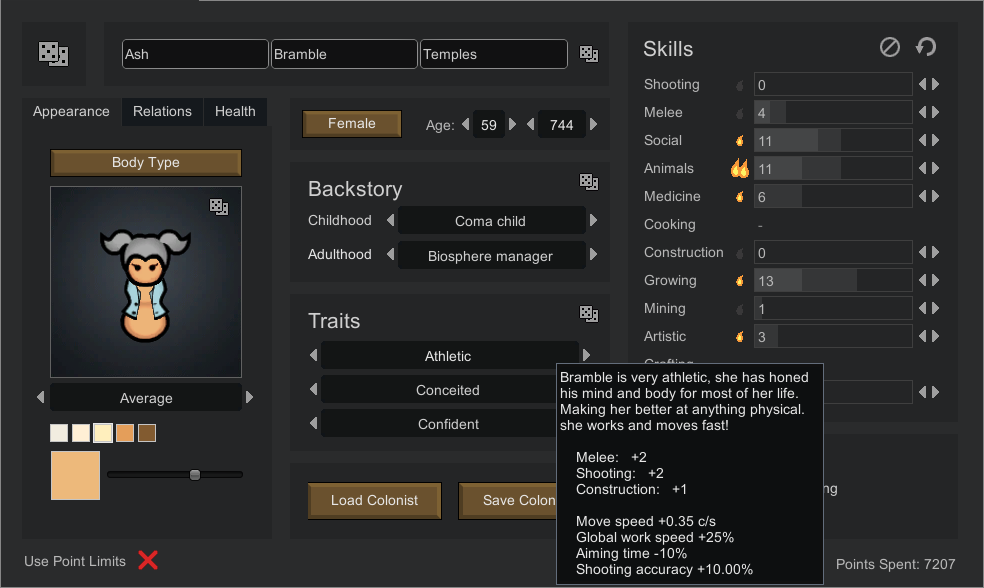 Ash Bramble Temples
Appearance Relations Health
Body Type
Average
Use Point Limits
Female Age: 59 744
Backstory
Childhood Coma child
Adulthood Biosphere manager
Traits
Athletic
Conceited
Confident
Load Colonist Save Colon
Skills
Shooting 0
Melee 4
Social 11
Animals 11
Medicine 6
Cooking -
Construction 0
Growing 13
Mining 1
Artistic 3
Crafting
Bramble is very athletic, she has honed
his mind and body for most of her life.
Making her better at anything physical.
she works and moves fast!
Melee: +2
Shooting: +2
Construction: +1
Move speed +0.35 c/s
Global work speed +25%
Aiming time -10%
Shooting accuracy +10.00%
ng
Points Spent: 7207